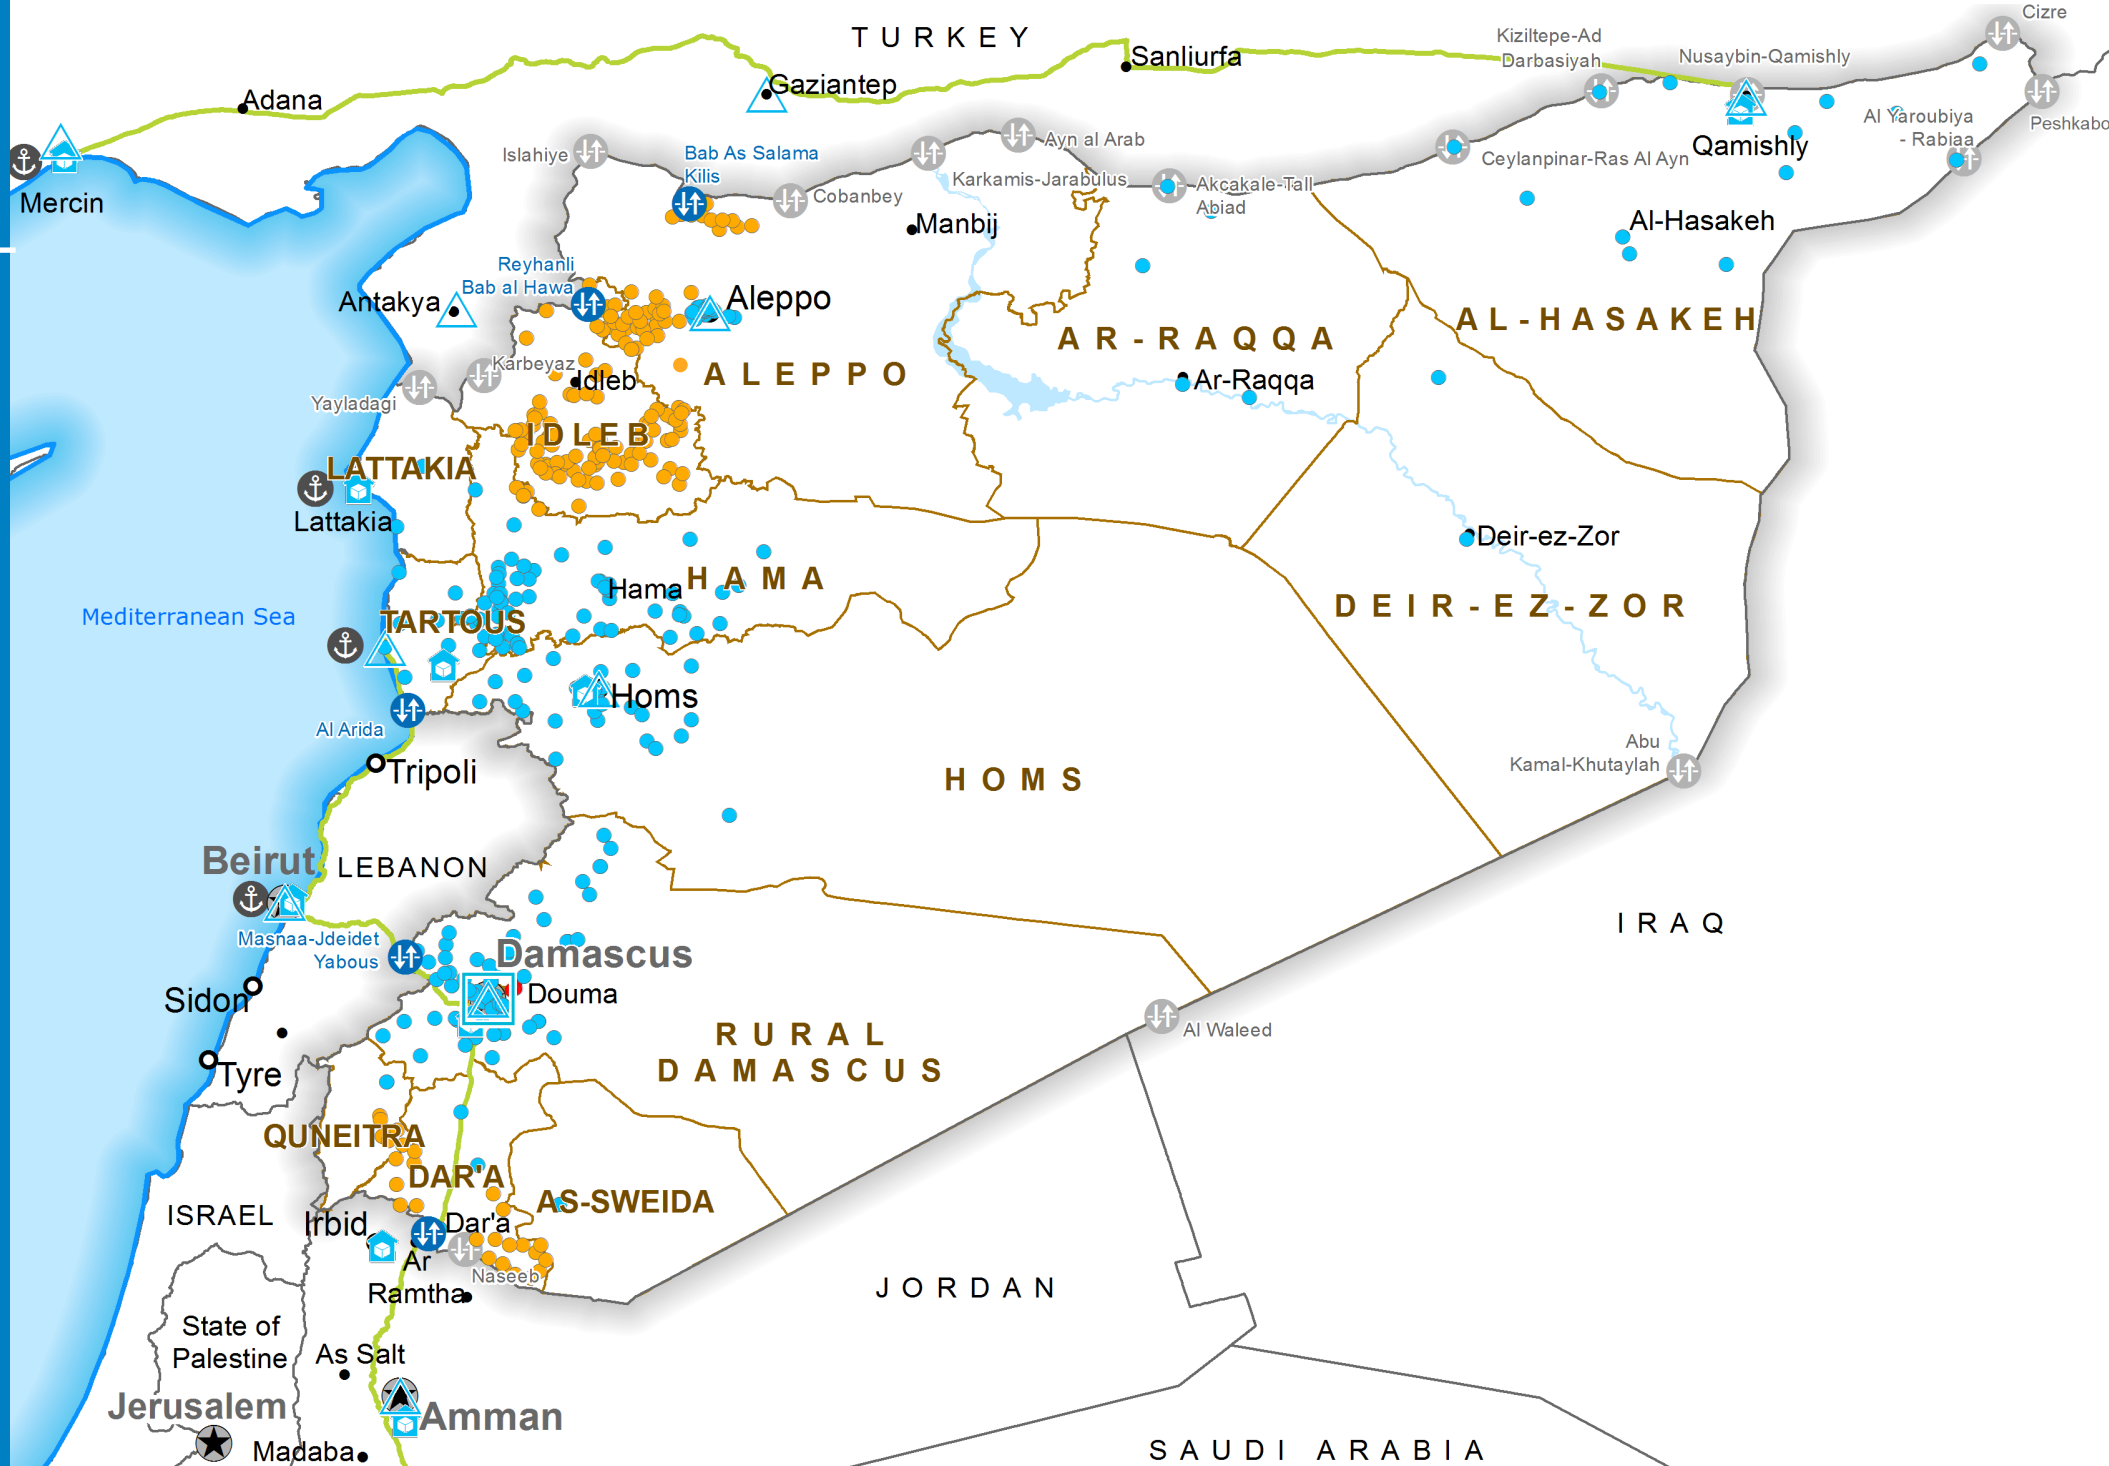 Cizre
TURKEY
Kiziltepe-Ad
Darbasiyah
Nusaybin-Qamishly
Sanliurfa
Gaziantep
Adana
Al Yaroubiya
- Rabiaa
Peshkabo
Islahiye
Bab As Salama
Kilis
Ayn al Arab
Ceylanpinar-Ras Al Ayn
Qamishly
Mercin
Cobanbey
Karkamis-Jarabulus
Akcakale-Tall
Abiad
Manbij
Al-Hasakeh
Reyhanli
Bab al Hawa
Antakya
Aleppo
AR-RAQQA
AL-HASAKEH
Karbeyaz
Idleb
ALEPPO
Ar-Raqqa
Yayladagi
IDLEB
LATTAKIA
Lattakia
Deir-ez-Zor
Hama
HAMA
DEIR-EZ-ZOR
Mediterranean Sea
TARTOUS
Homs
Al Arida
Abu
Kamal-Khutaylah
Tripoli
HOMS
Beirut
LEBANON
IRAQ
Masnaa-Jdeidet
Yabous
Damascus
Sidon
Douma
RURAL
DAMASCUS
Al Waleed
Tyre
QUNEITRA
DAR'A
AS-SWEIDA
ISRAEL
Irbid
Dar'a
Ar
Ramtha
Naseeb
JORDAN
State of
Palestine
As Salt
Jerusalem
Amman
Madaba
SAUDI ARABIA